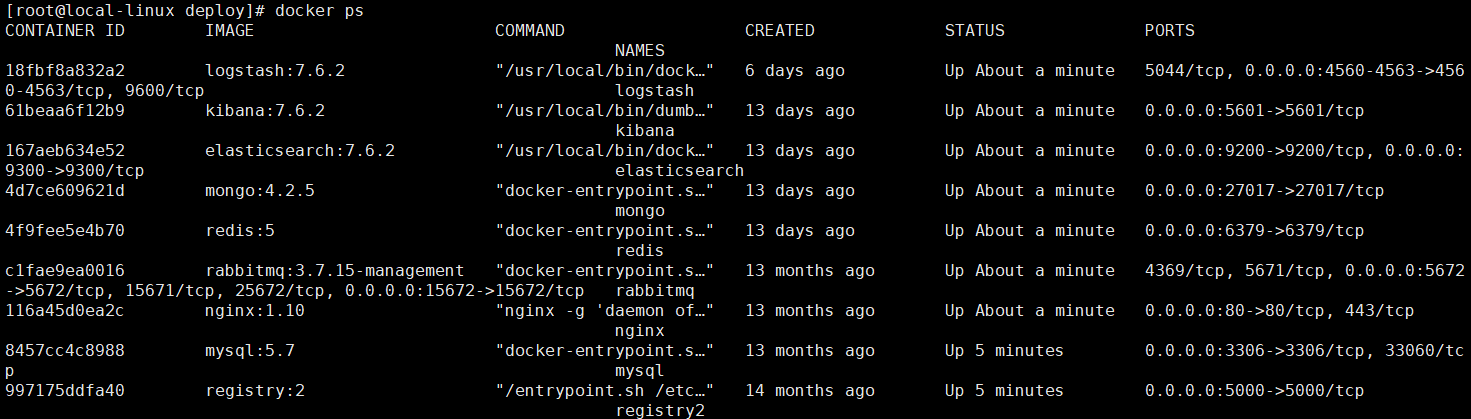 [root@local-linux deploy]# docker ps
CONTAINER ID        IMAGE                        COMMAND                  CREATED             STATUS              PORTS
                                                             NAMES
18fbf8a832a2        logstash:7.6.2               "/usr/local/bin/dock…"   6 days ago          Up About a minute   5044/tcp, 0.0.0.0:4560-4563->456
0-4563/tcp, 9600/tcp                                         logstash
61beaa6f12b9        kibana:7.6.2                 "/usr/local/bin/dumb…"   13 days ago         Up About a minute   0.0.0.0:5601->5601/tcp
                                                             kibana
167aeb634e52        elasticsearch:7.6.2          "/usr/local/bin/dock…"   13 days ago         Up About a minute   0.0.0.0:9200->9200/tcp, 0.0.0.0:
9300->9300/tcp                                               elasticsearch
4d7ce609621d        mongo:4.2.5                  "docker-entrypoint.s…"   13 days ago         Up About a minute   0.0.0.0:27017->27017/tcp
                                                             mongo
4f9fee5e4b70        redis:5                      "docker-entrypoint.s…"   13 days ago         Up About a minute   0.0.0.0:6379->6379/tcp
                                                             redis
c1fae9ea0016        rabbitmq:3.7.15-management   "docker-entrypoint.s…"   13 months ago       Up About a minute   4369/tcp, 5671/tcp, 0.0.0.0:5672
->5672/tcp, 15671/tcp, 25672/tcp, 0.0.0.0:15672->15672/tcp   rabbitmq
116a45d0ea2c        nginx:1.10                   "nginx -g 'daemon of…"   13 months ago       Up About a minute   0.0.0.0:80->80/tcp, 443/tcp
                                                             nginx
8457cc4c8988        mysql:5.7                    "docker-entrypoint.s…"   13 months ago       Up 5 minutes        0.0.0.0:3306->3306/tcp, 33060/tc
p                                                            mysql
997175ddfa40        registry:2                   "/entrypoint.sh /etc…"   14 months ago       Up 5 minutes        0.0.0.0:5000->5000/tcp
                                                             registry2